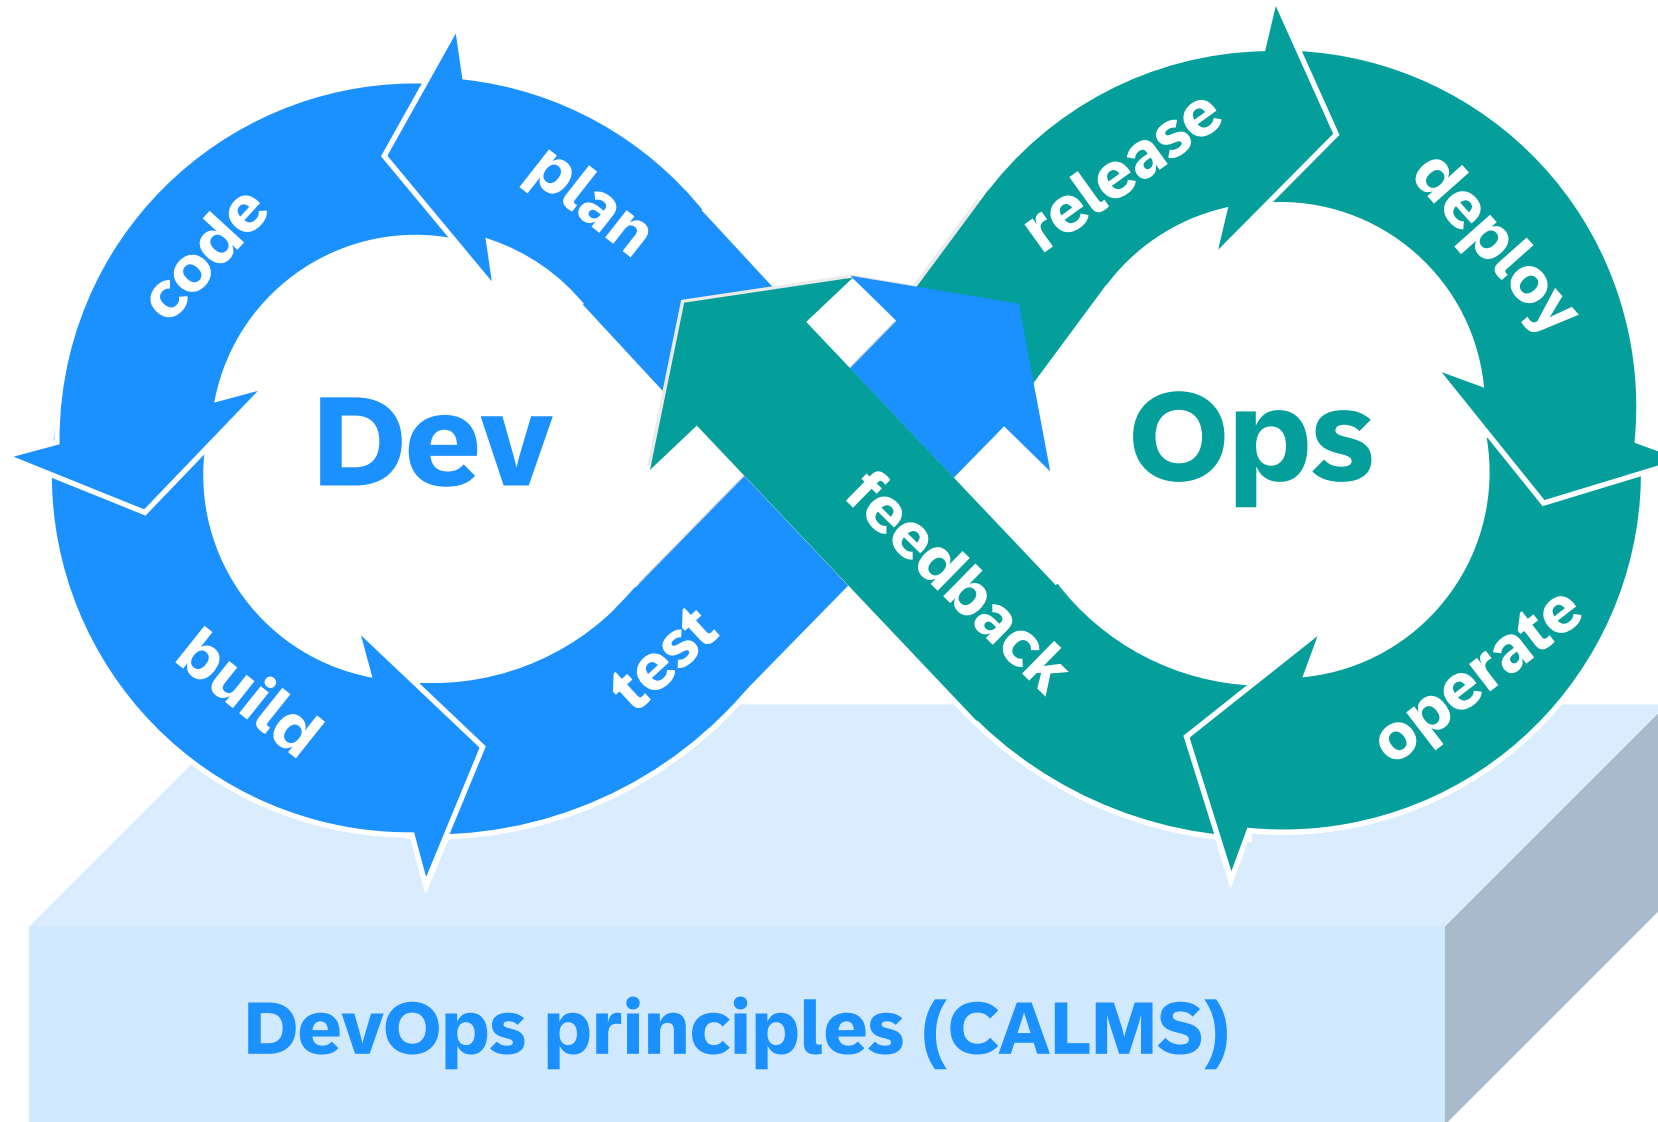 plan
code
build
test
release
deploy
operate
feedback
Dev
Ops
DevOps principles (CALMS)